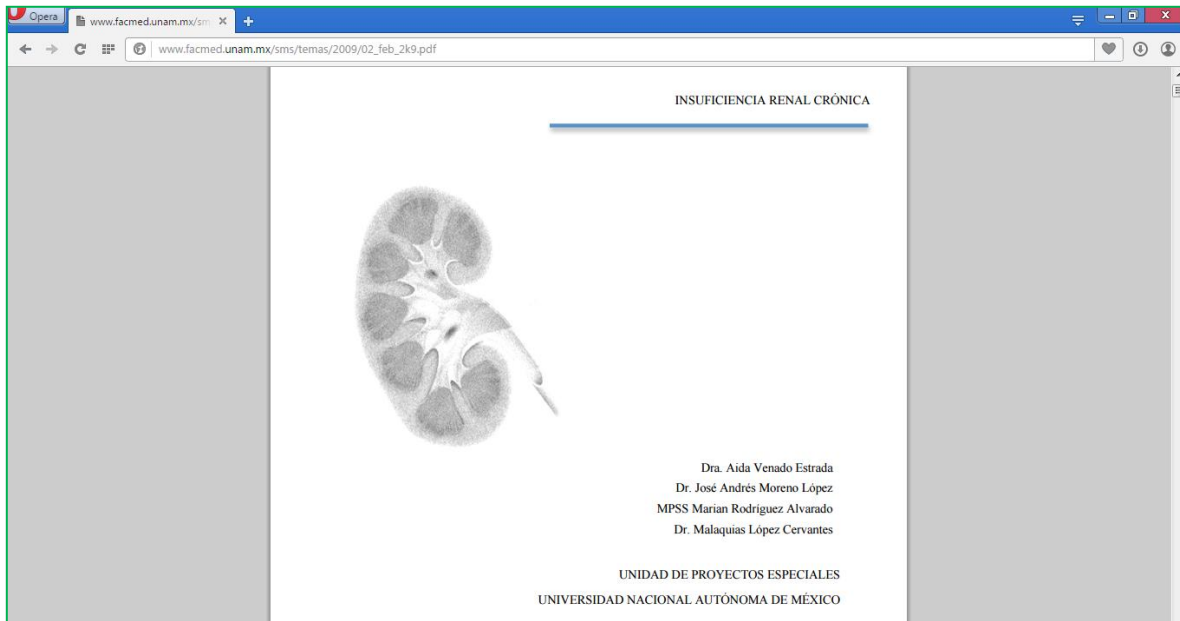 Opera
www.facmed.unam.mx/sm
www.facmed.unam.mx/sms/temas/2009/02_feb_2k9.pdf
INSUFICIENCIA RENAL CRÓNICA
Dra. Aida Venado Estrada
Dr. José Andrés Moreno López
MPSS Marian Rodríguez Alvarado
Dr. Malaquias López Cervantes
UNIDAD DE PROYECTOS ESPECIALES
UNIVERSIDAD NACIONAL AUTÓNOMA DE MÉXICO